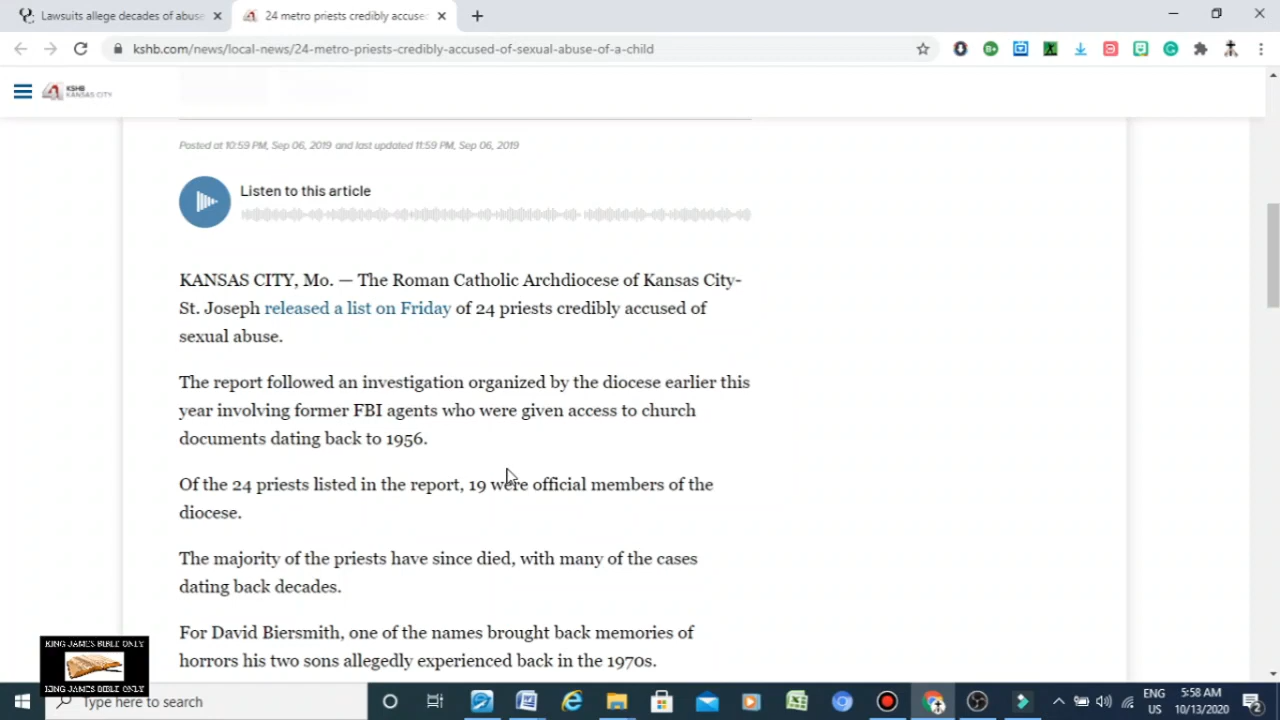 Lawsuits allege decades of abuse
24 metro priests credibly accuse
kshb.com/news/local-news/24-metro-priests-credibly-accused-of-sexual-abuse-of-a-child
KSHB
KANSAS CITY
Posted at 10:59 PM, Sep 06, 2019 and last updated 11:59 PM, Sep 06, 2019
Listen to this article
KANSAS CITY, Mo. — The Roman Catholic Archdiocese of Kansas City-
St. Joseph released a list on Friday of 24 priests credibly accused of
sexual abuse.
The report followed an investigation organized by the diocese earlier this
year involving former FBI agents who were given access to church
documents dating back to 1956.
Of the 24 priests listed in the report, 19 were official members of the
diocese.
The majority of the priests have since died, with many of the cases
dating back decades.
For David Biersmith, one of the names brought back memories of
horrors his two sons allegedly experienced back in the 1970s.
KING JAMES BIBLE ONLY
KING JAMES BIBLE ONLY
Type here to search
ENG
US
5:58 AM
10/13/2020
2